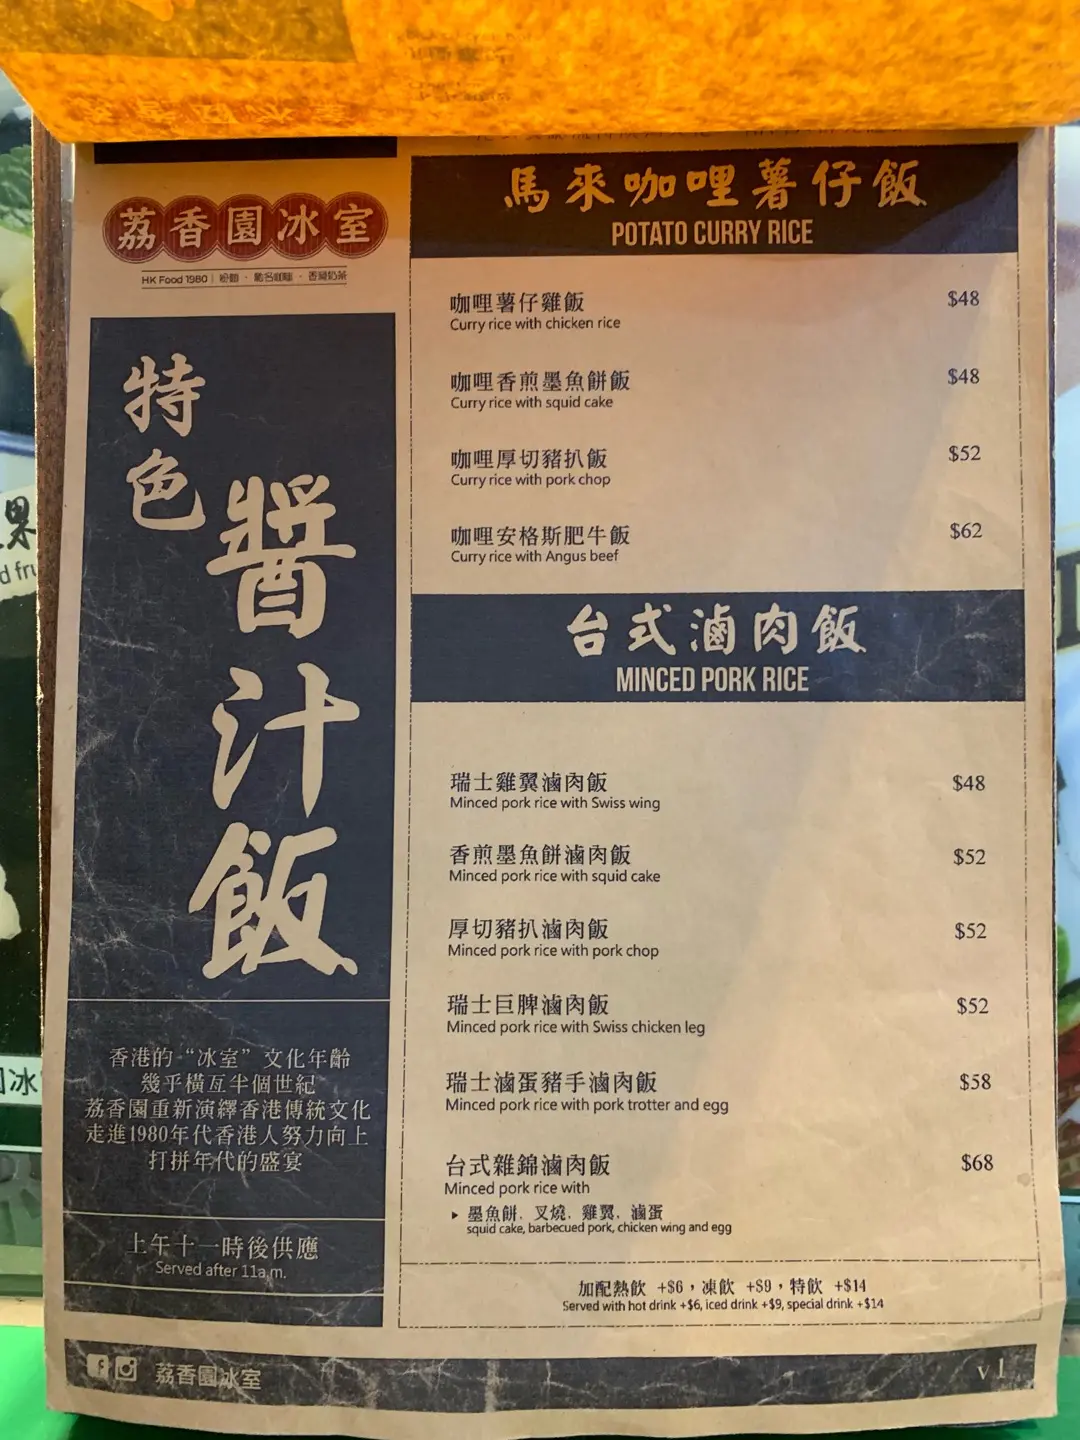 荔香園冰室
HK Food 1980
香滑奶茶
特色
醬汁飯
香港的“冰室”文化年齡
幾乎橫亙半個世紀
荔香園重新演繹香港傳統文化
走進1980年代香港人努力向上
打拼年代的盛宴
上午十一時後供應
Served after 11a.m.
馬來咖哩薯仔飯
POTATO CURRY RICE
咖哩薯仔雞飯 $48
Curry rice with chicken rice
咖哩香煎墨魚餅飯 $48
Curry rice with squid cake
咖哩厚切豬扒飯 $52
Curry rice with pork chop
咖哩安格斯肥牛飯 $62
Curry rice with Angus beef
台式滷肉飯
MINCED PORK RICE
瑞士雞翼滷肉飯 $48
Minced pork rice with Swiss wing
香煎墨魚餅滷肉飯 $52
Minced pork rice with squid cake
厚切豬扒滷肉飯 $52
Minced pork rice with pork chop
瑞士巨脾滷肉飯 $52
Minced pork rice with Swiss chicken leg
瑞士滷蛋豬手滷肉飯 $58
Minced pork rice with pork trotter and egg
台式雜錦滷肉飯 $68
Minced pork rice with
▸ 墨魚餅, 叉燒, 雞翼, 滷蛋
squid cake, barbecued pork, chicken wing and egg
加配熱飲 +$6，凍飲 +$9，特飲 +$14
Served with hot drink +$6, iced drink +$9, special drink +$14
荔香園冰室
v1